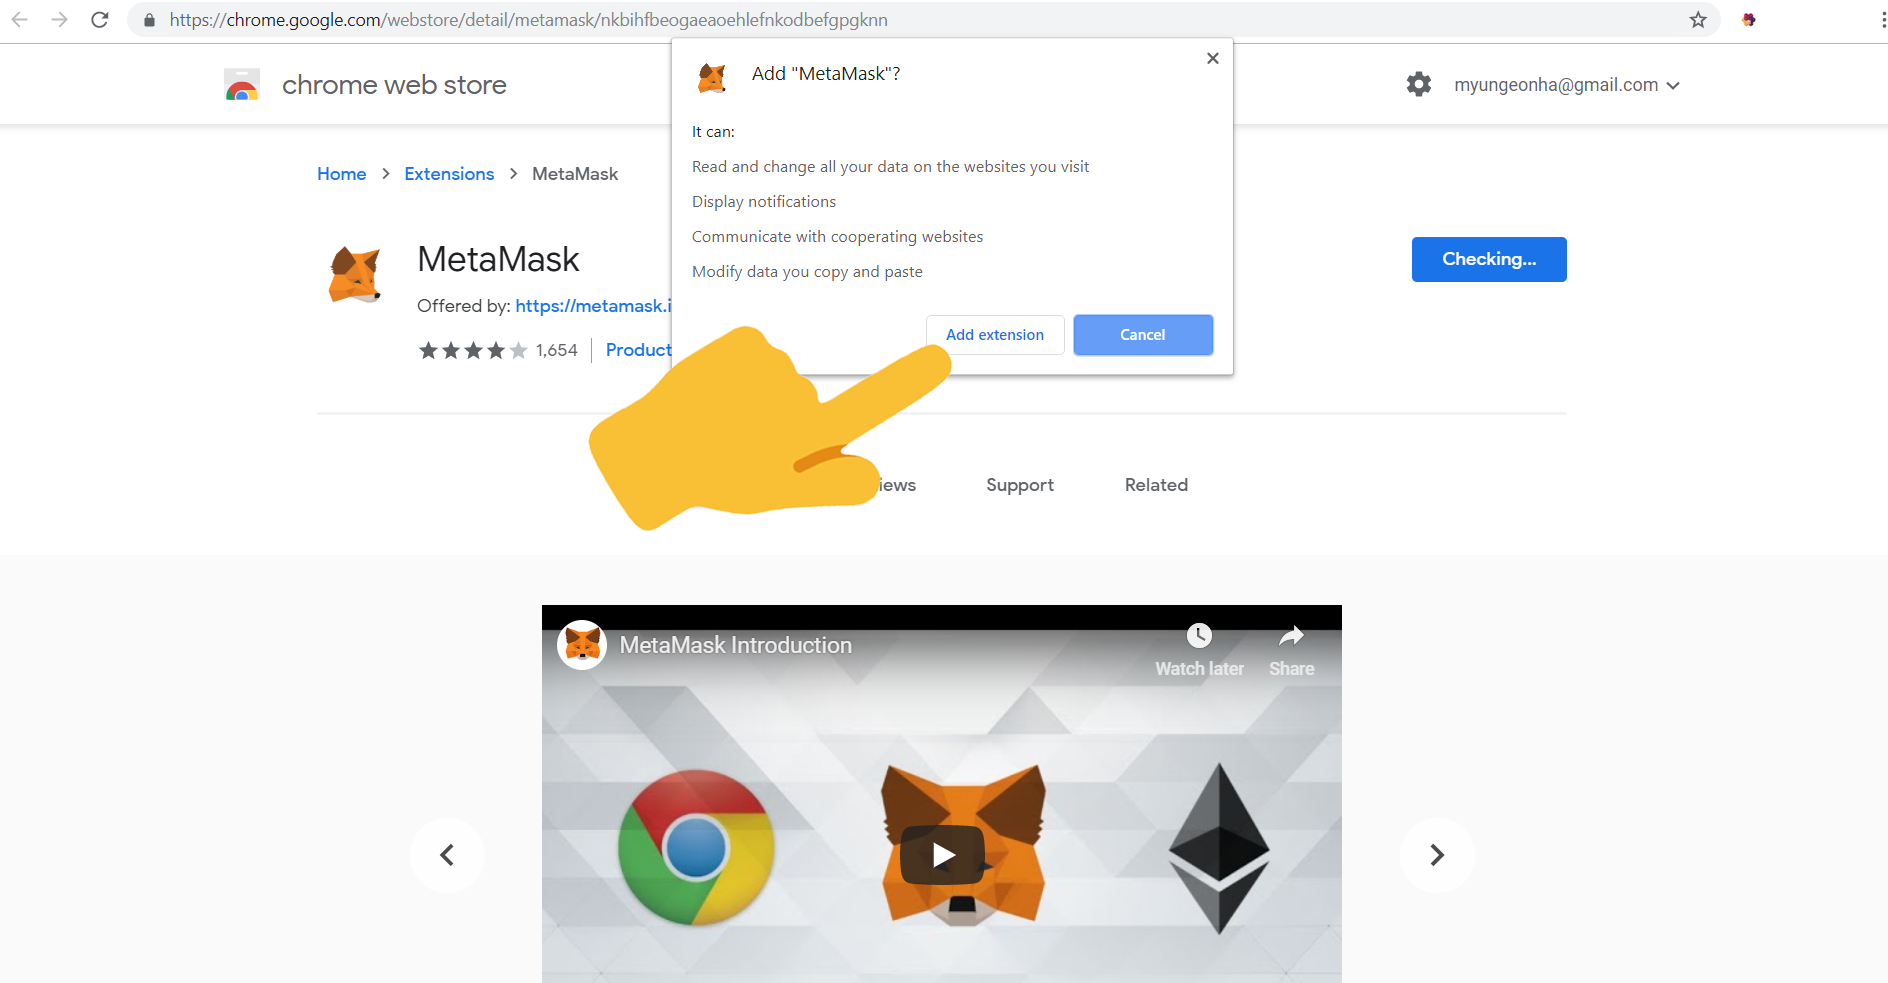 https://chrome.google.com/webstore/detail/metamask/nkbihfbeogaeaoehlefnkodbefgpgknn
chrome web store
myungeonha@gmail.com
Add "MetaMask"?
It can:
Read and change all your data on the websites you visit
Display notifications
Communicate with cooperating websites
Modify data you copy and paste
Add extension
Cancel
Home > Extensions > MetaMask
MetaMask
Checking...
Offered by: https://metamask.i
1,654
Product
iews
Support
Related
MetaMask Introduction
Watch later
Share